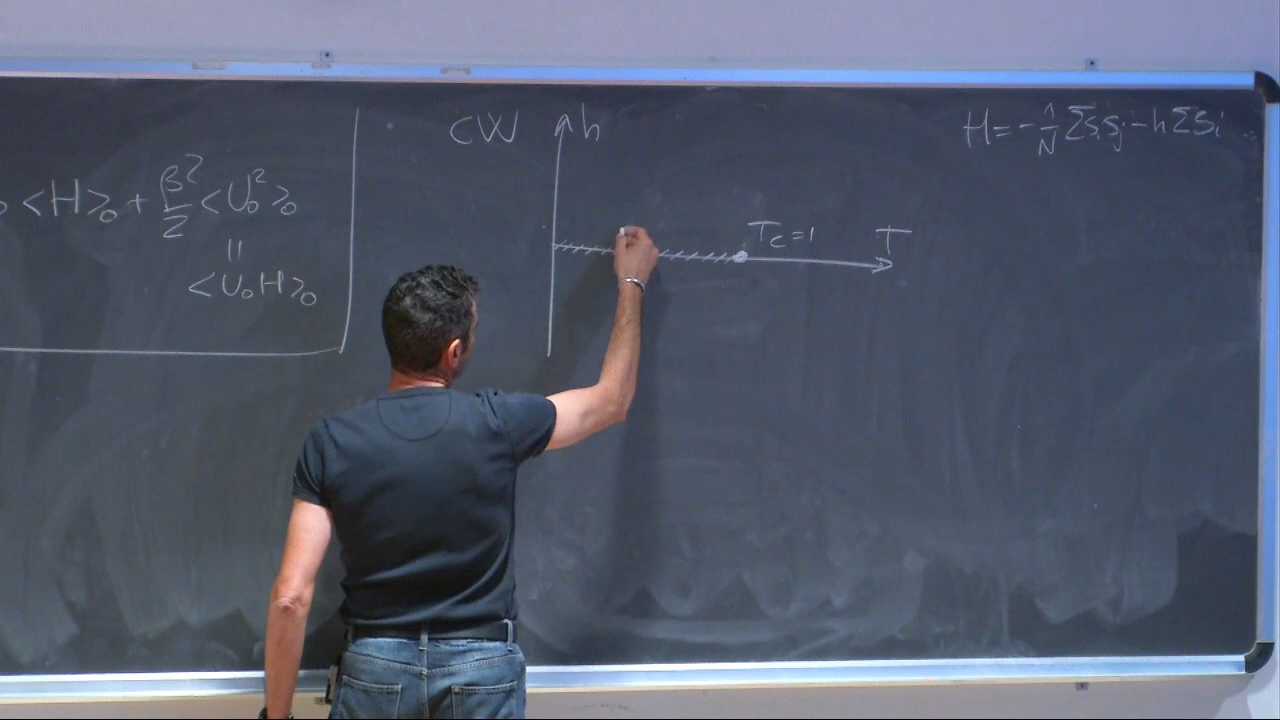 <H>₀ + β²/2 <U₀²>₀
=
<U₀H>₀
CW
h
T_c=1
T
H = -1/N ΣSᵢSⱼ - hΣSᵢ